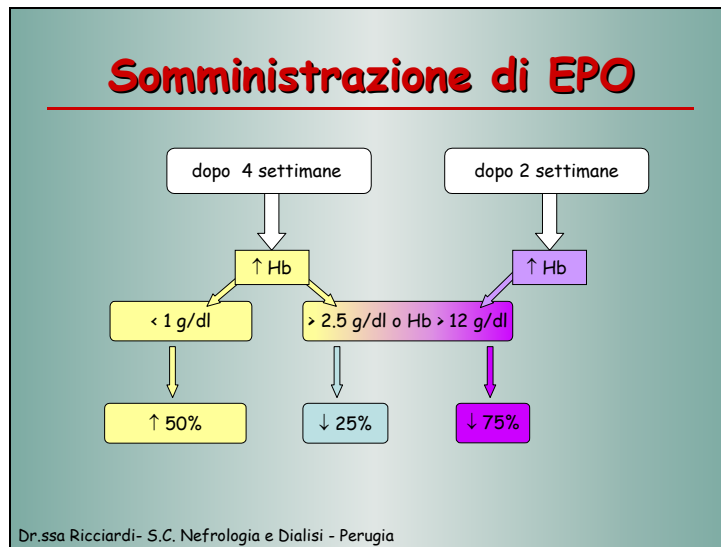 Somministrazione di EPO
dopo 4 settimane
dopo 2 settimane
↑ Hb
↑ Hb
< 1 g/dl
> 2.5 g/dl o Hb > 12 g/dl
↑ 50%
↓ 25%
↓ 75%
Dr.ssa Ricciardi- S.C. Nefrologia e Dialisi - Perugia